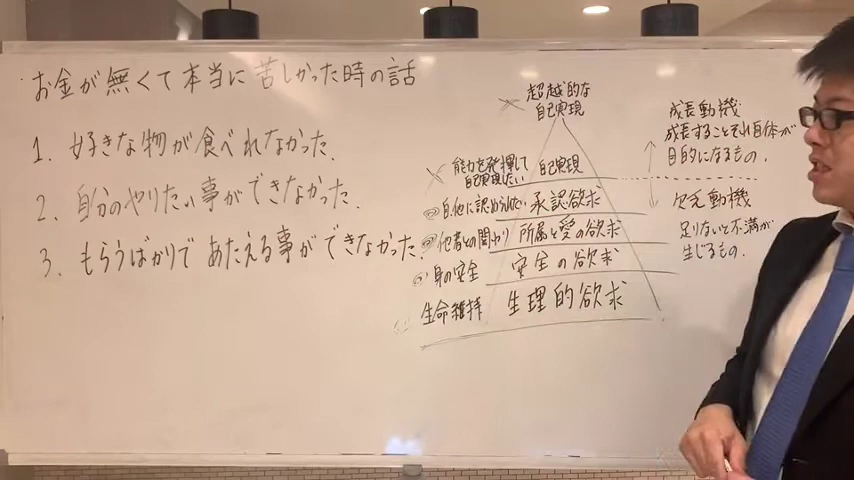 お金が無くて本当に苦しかった時の話
1. 好きな物が食べれなかった.
2. 自分のやりたい事ができなかった.
3. もらうばかりで あたえる事ができなかった.
超越的な
自己実現
能力を発揮して
自己実現したい
自己実現
自他に認められたい 承認欲求
他者との関わり 所属と愛の欲求
身の安全 安全の欲求
生命維持 生理的欲求
成長動機
成長することそれ自体が
目的になるもの.
欠乏動機
足りないと不満が
生じるもの.